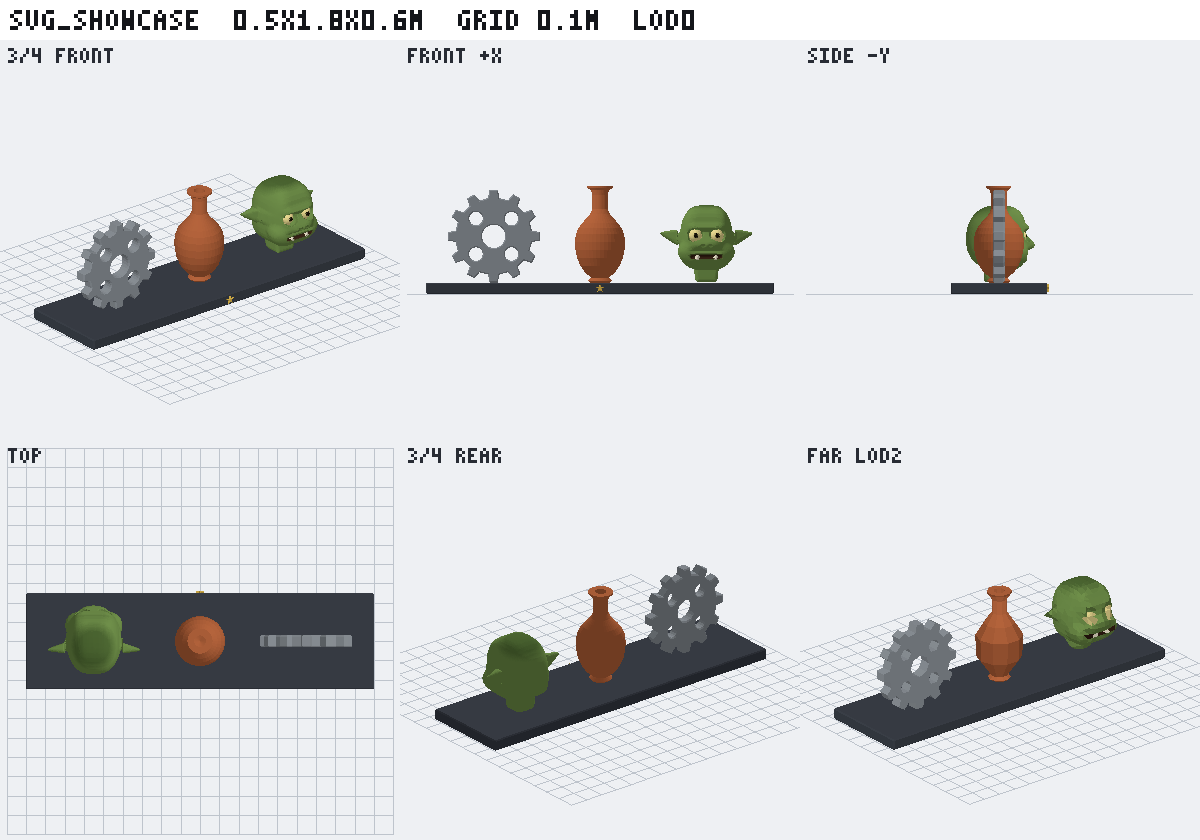 SVG_SHOWCASE  0.5X1.8X0.6M  GRID 0.1M  LOD0
3/4 FRONT
FRONT +X
SIDE -Y
TOP
3/4 REAR
FAR LOD2